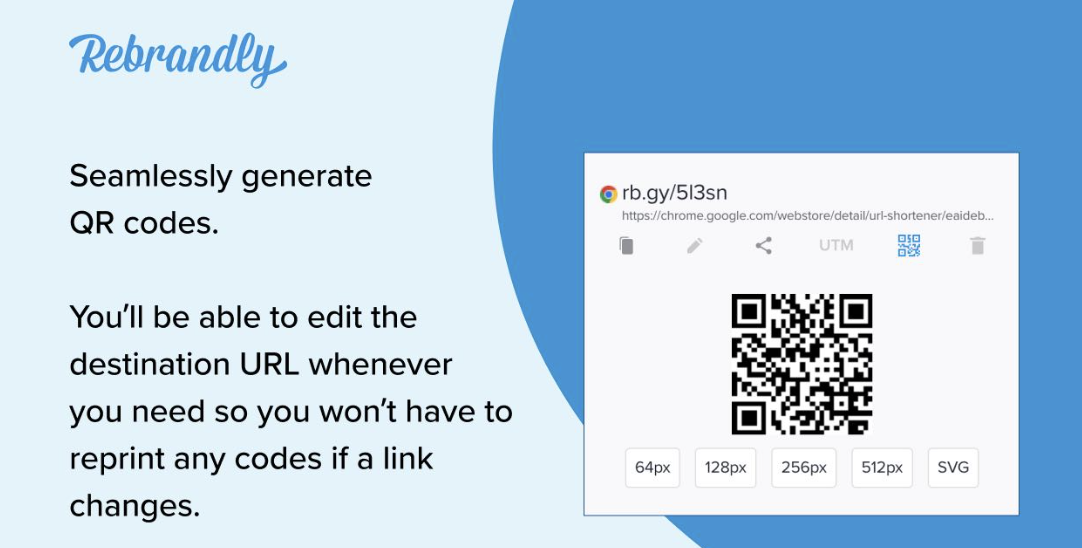 Rebrandly
Seamlessly generate
QR codes.
You'll be able to edit the
destination URL whenever
you need so you won't have to
reprint any codes if a link
changes.
rb.gy/5l3sn
https://chrome.google.com/webstore/detail/url-shortener/eaideb...
UTM
64px
128px
256px
512px
SVG